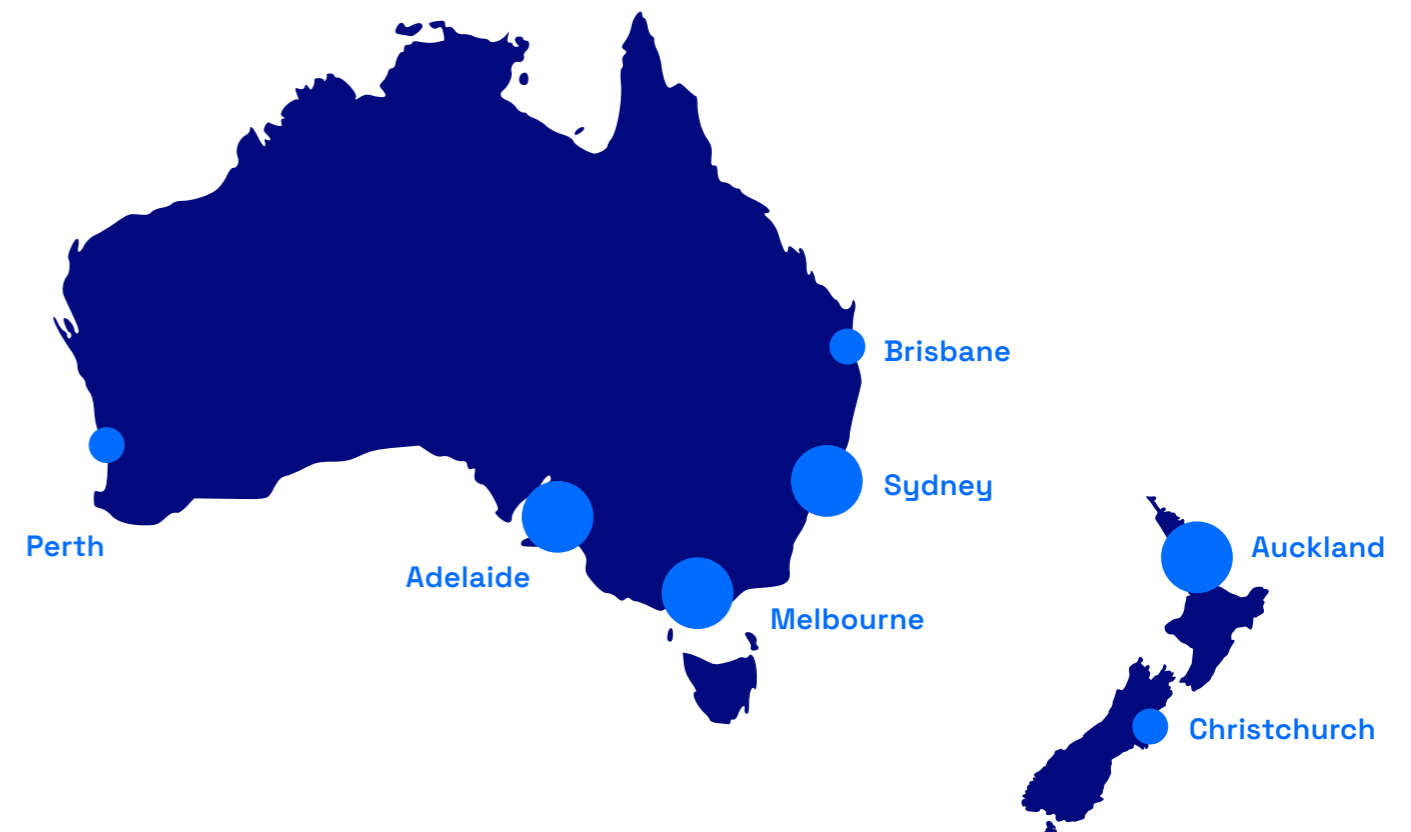 Brisbane
Sydney
Perth
Auckland
Adelaide
Melbourne
Christchurch